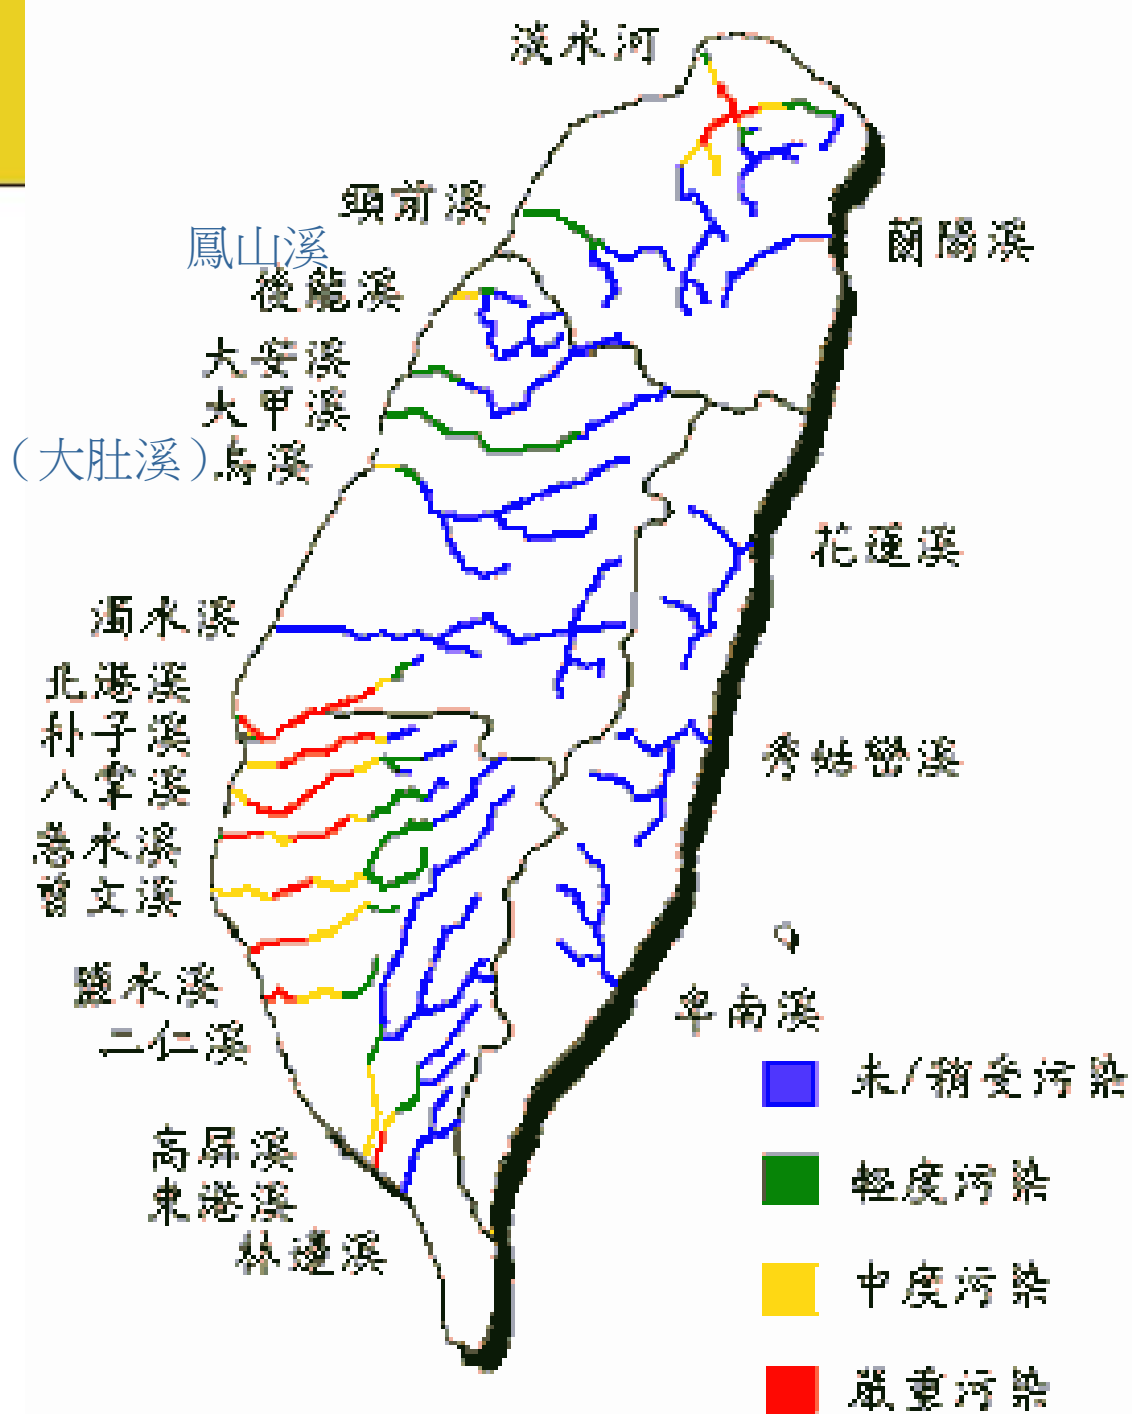 淡水河
頭前溪
鳳山溪
後龍溪
大安溪
大甲溪
（大肚溪）烏溪
濁水溪
北港溪
朴子溪
八掌溪
急水溪
曾文溪
鹽水溪
二仁溪
高屏溪
東港溪
林邊溪
蘭陽溪
花蓮溪
秀姑巒溪
卑南溪
未/稍受污染
輕度污染
中度污染
嚴重污染